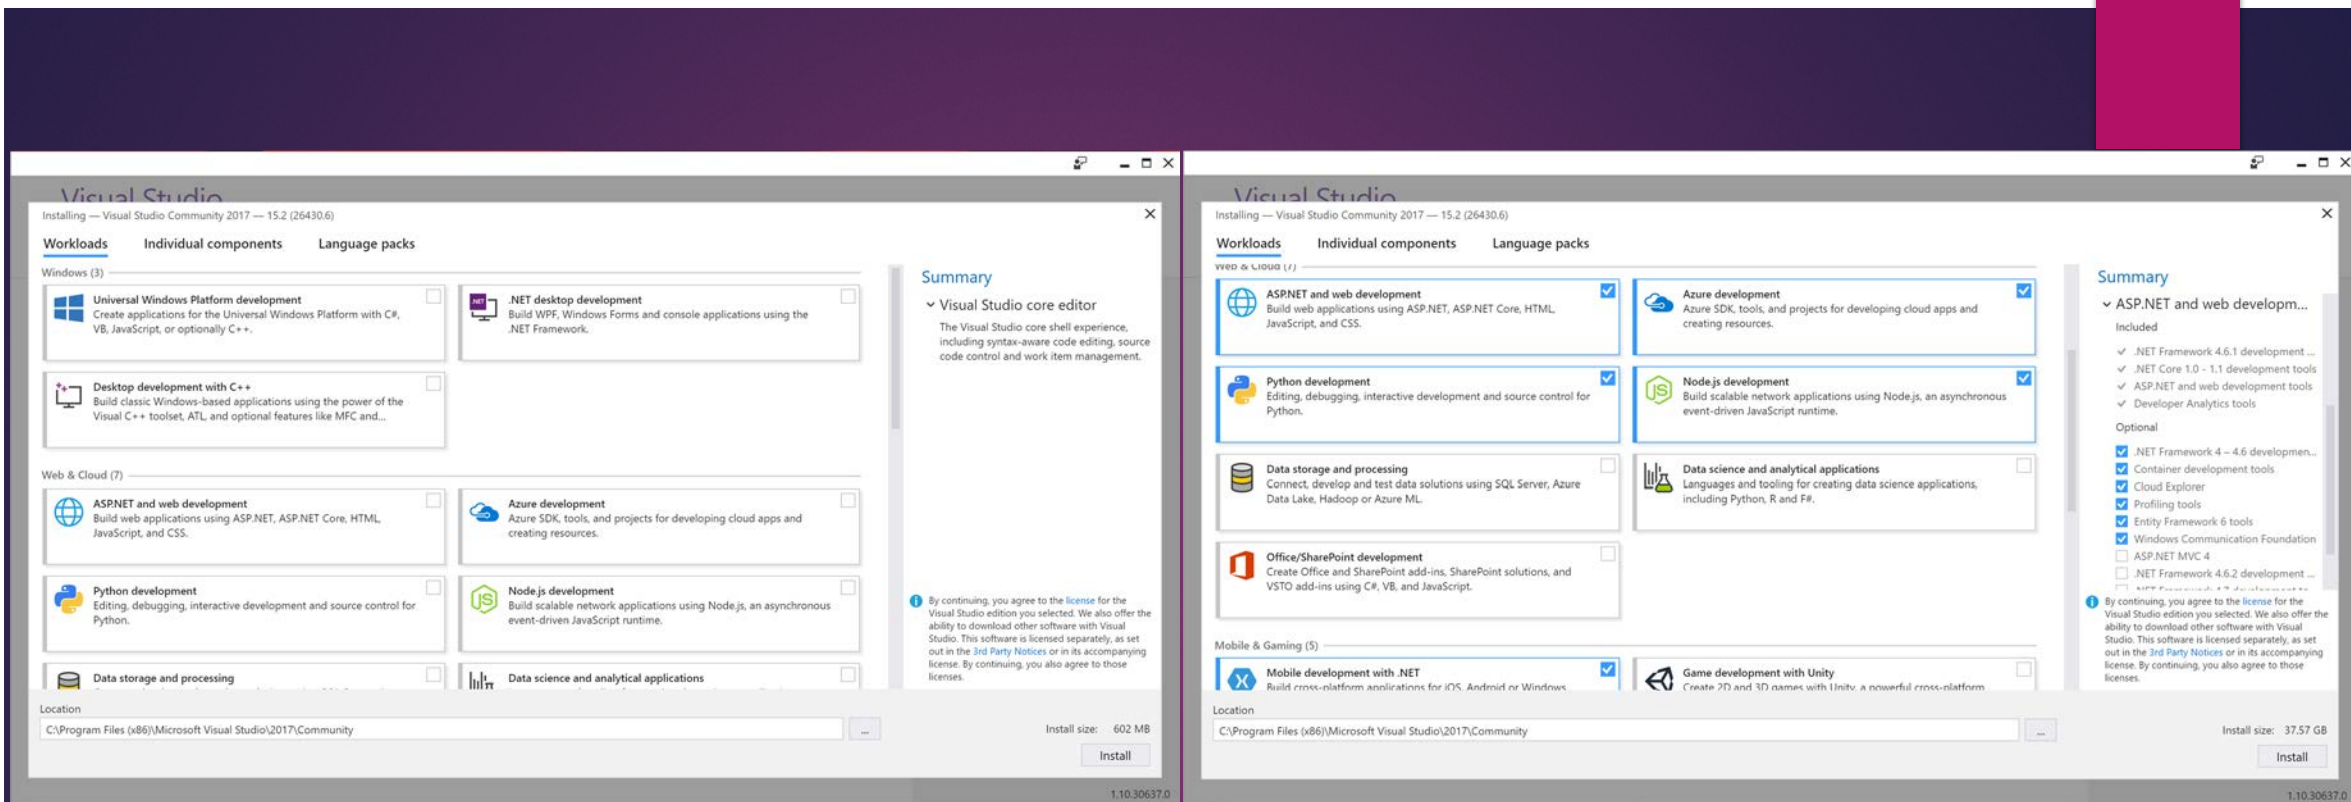 Visual Studio
Installing — Visual Studio Community 2017 — 15.2 (26430.6)
Workloads Individual components Language packs
Windows (3)
Universal Windows Platform development
Create applications for the Universal Windows Platform with C#,
VB, JavaScript, or optionally C++.
.NET desktop development
Build WPF, Windows Forms and console applications using the
.NET Framework.
Desktop development with C++
Build classic Windows-based applications using the power of the
Visual C++ toolset, ATL, and optional features like MFC and...
Web & Cloud (7)
ASP.NET and web development
Build web applications using ASP.NET, ASP.NET Core, HTML,
JavaScript, and CSS.
Azure development
Azure SDK, tools, and projects for developing cloud apps and
creating resources.
Python development
Editing, debugging, interactive development and source control for
Python.
Node.js development
Build scalable network applications using Node.js, an asynchronous
event-driven JavaScript runtime.
Data storage and processing
Data science and analytical applications
Summary
Visual Studio core editor
The Visual Studio core shell experience,
including syntax-aware code editing, source
code control and work item management.
By continuing, you agree to the license for the
Visual Studio edition you selected. We also offer the
ability to download other software with Visual
Studio. This software is licensed separately, as set
out in the 3rd Party Notices or in its accompanying
license. By continuing, you also agree to those
licenses.
Location
C:\Program Files (x86)\Microsoft Visual Studio\2017\Community
...
Install size: 602 MB
Install
1.10.30637.0
Visual Studio
Installing — Visual Studio Community 2017 — 15.2 (26430.6)
Workloads Individual components Language packs
Web & Cloud (7)
ASP.NET and web development
Build web applications using ASP.NET, ASP.NET Core, HTML,
JavaScript, and CSS.
Azure development
Azure SDK, tools, and projects for developing cloud apps and
creating resources.
Python development
Editing, debugging, interactive development and source control for
Python.
Node.js development
Build scalable network applications using Node.js, an asynchronous
event-driven JavaScript runtime.
Data storage and processing
Connect, develop and test data solutions using SQL Server, Azure
Data Lake, Hadoop or Azure ML.
Data science and analytical applications
Languages and tooling for creating data science applications,
including Python, R and F#.
Office/SharePoint development
Create Office and SharePoint add-ins, SharePoint solutions, and
VSTO add-ins using C#, VB, and JavaScript.
Mobile & Gaming (5)
Mobile development with .NET
Build cross-platform applications for iOS, Android or Windows
Game development with Unity
Create 2D and 3D games with Unity, a powerful cross-platform
Summary
ASP.NET and web developm...
Included
.NET Framework 4.6.1 development ...
.NET Core 1.0 - 1.1 development tools
ASP.NET and web development tools
Developer Analytics tools
Optional
.NET Framework 4 – 4.6 developmen...
Container development tools
Cloud Explorer
Profiling tools
Entity Framework 6 tools
Windows Communication Foundation
ASP.NET MVC 4
.NET Framework 4.6.2 development ...
By continuing, you agree to the license for the
Visual Studio edition you selected. We also offer the
ability to download other software with Visual
Studio. This software is licensed separately, as set
out in the 3rd Party Notices or in its accompanying
license. By continuing, you also agree to those
licenses.
Location
C:\Program Files (x86)\Microsoft Visual Studio\2017\Community
...
Install size: 37.57 GB
Install
1.10.30637.0